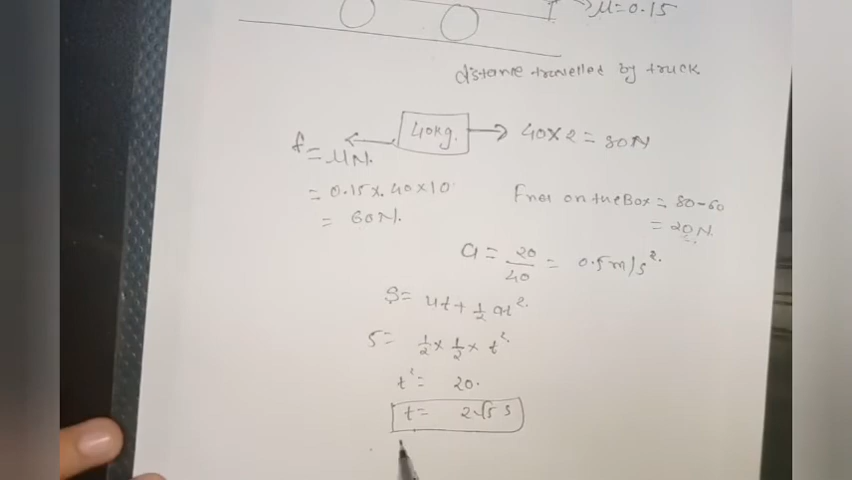 μ=0.15
distance travelled by truck
40kg. 40×2=80N
f=μN.
=0.15×40×10
=60N.
Fnet on the Box = 80-60
=20N.
a=20/40=0.5m/s².
S=ut+1/2at².
5=1/2×1/2×t².
t²=20.
t=2√5 s